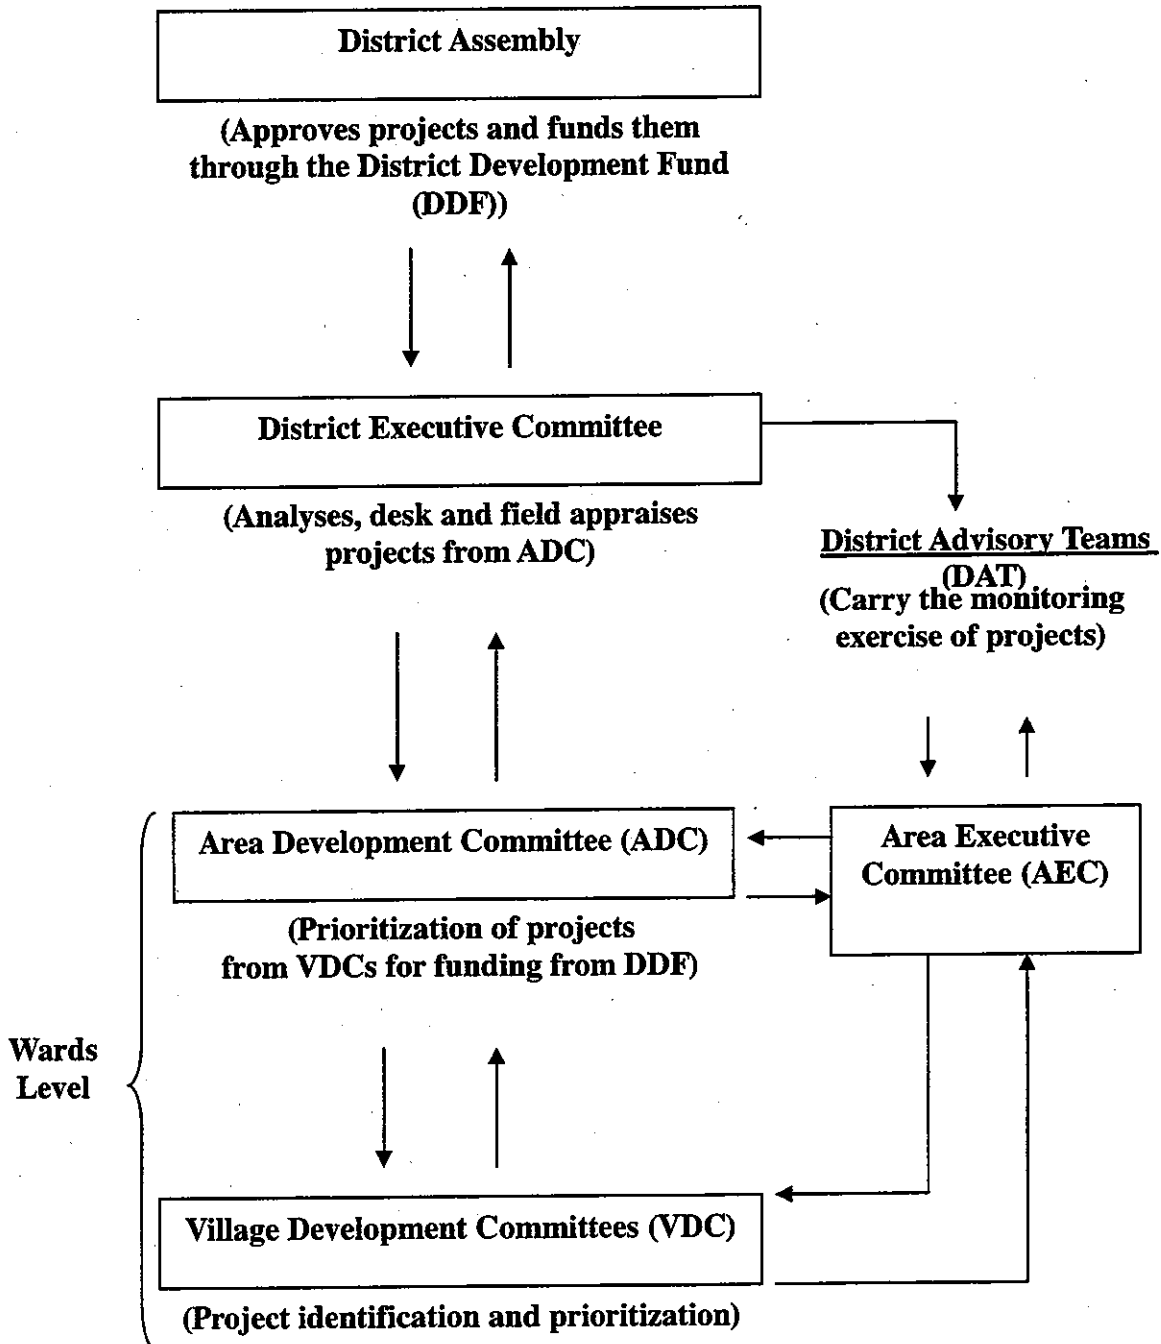 District Assembly
(Approves projects and funds them
through the District Development Fund
(DDF))
District Executive Committee
(Analyses, desk and field appraises
projects from ADC)
District Advisory Teams
(DAT)
(Carry the monitoring
exercise of projects)
Area Development Committee (ADC)
(Prioritization of projects
from VDCs for funding from DDF)
Area Executive
Committee (AEC)
Wards
Level
Village Development Committees (VDC)
(Project identification and prioritization)